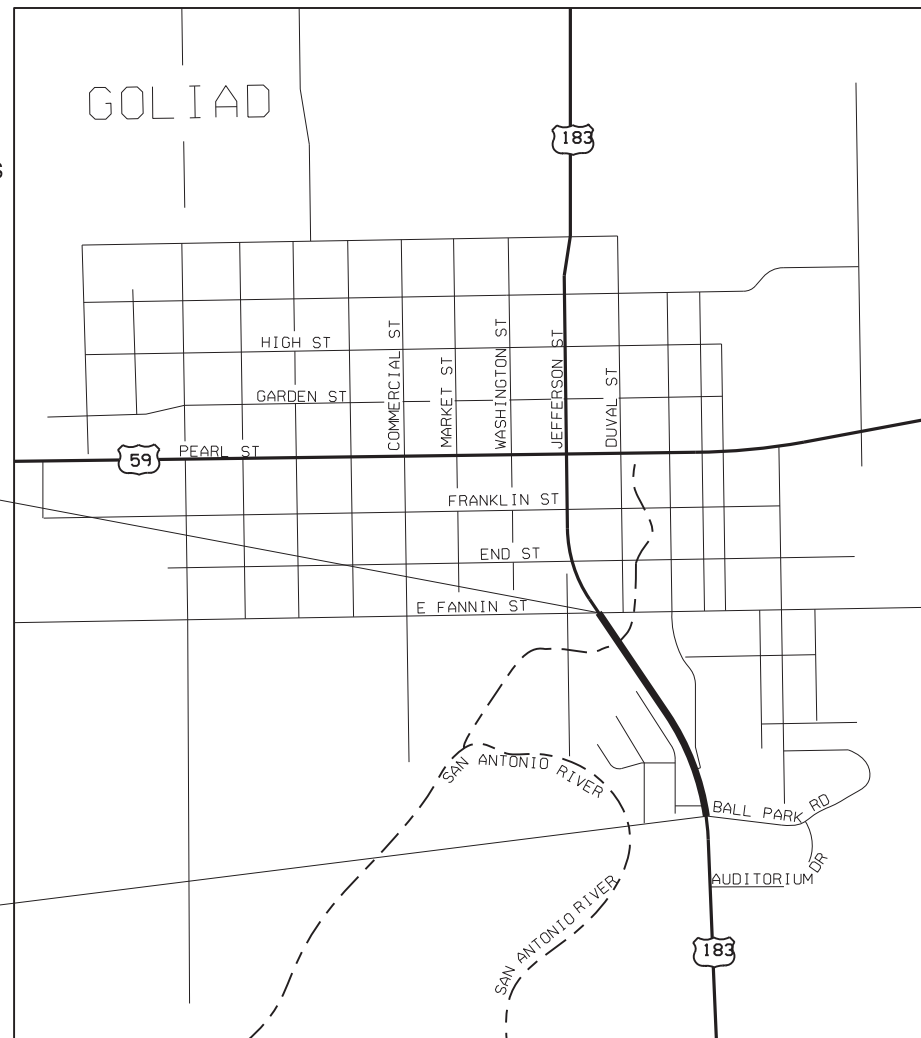 GOLIAD
183
S
HIGH ST
GARDEN ST
COMMERCIAL ST
MARKET ST
WASHINGTON ST
JEFFERSON ST
DUVAL ST
59
PEARL ST
FRANKLIN ST
END ST
E FANNIN ST
SAN ANTONIO RIVER
BALL PARK RD
AUDITORIUM DR
SAN ANTONIO RIVER
183